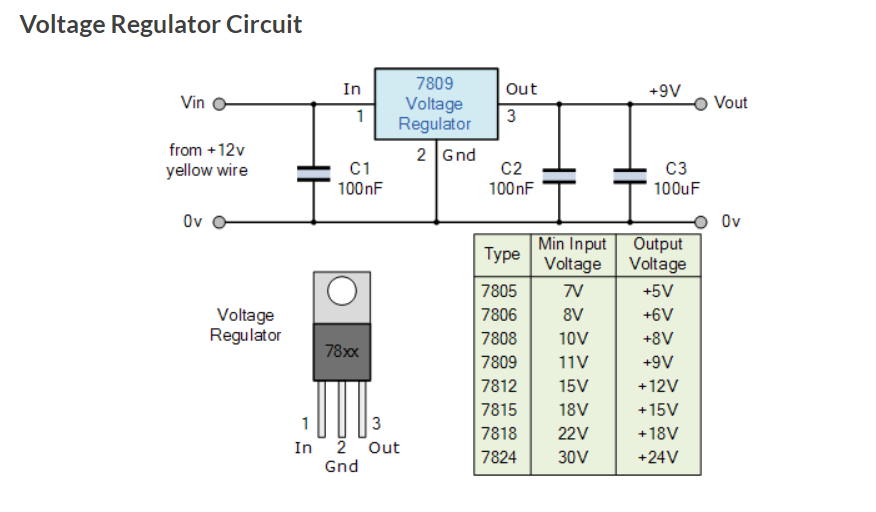 Voltage Regulator Circuit
Vin
from +12v
yellow wire
0v
In
1
7809
Voltage
Regulator
Out
3
2 Gnd
C1
100nF
C2
100nF
C3
100uF
+9V
Vout
0v
Voltage
Regulator
78xx
1
In
2
Gnd
3
Out
Type Min Input Voltage Output Voltage
7805 7V +5V
7806 8V +6V
7808 10V +8V
7809 11V +9V
7812 15V +12V
7815 18V +15V
7818 22V +18V
7824 30V +24V